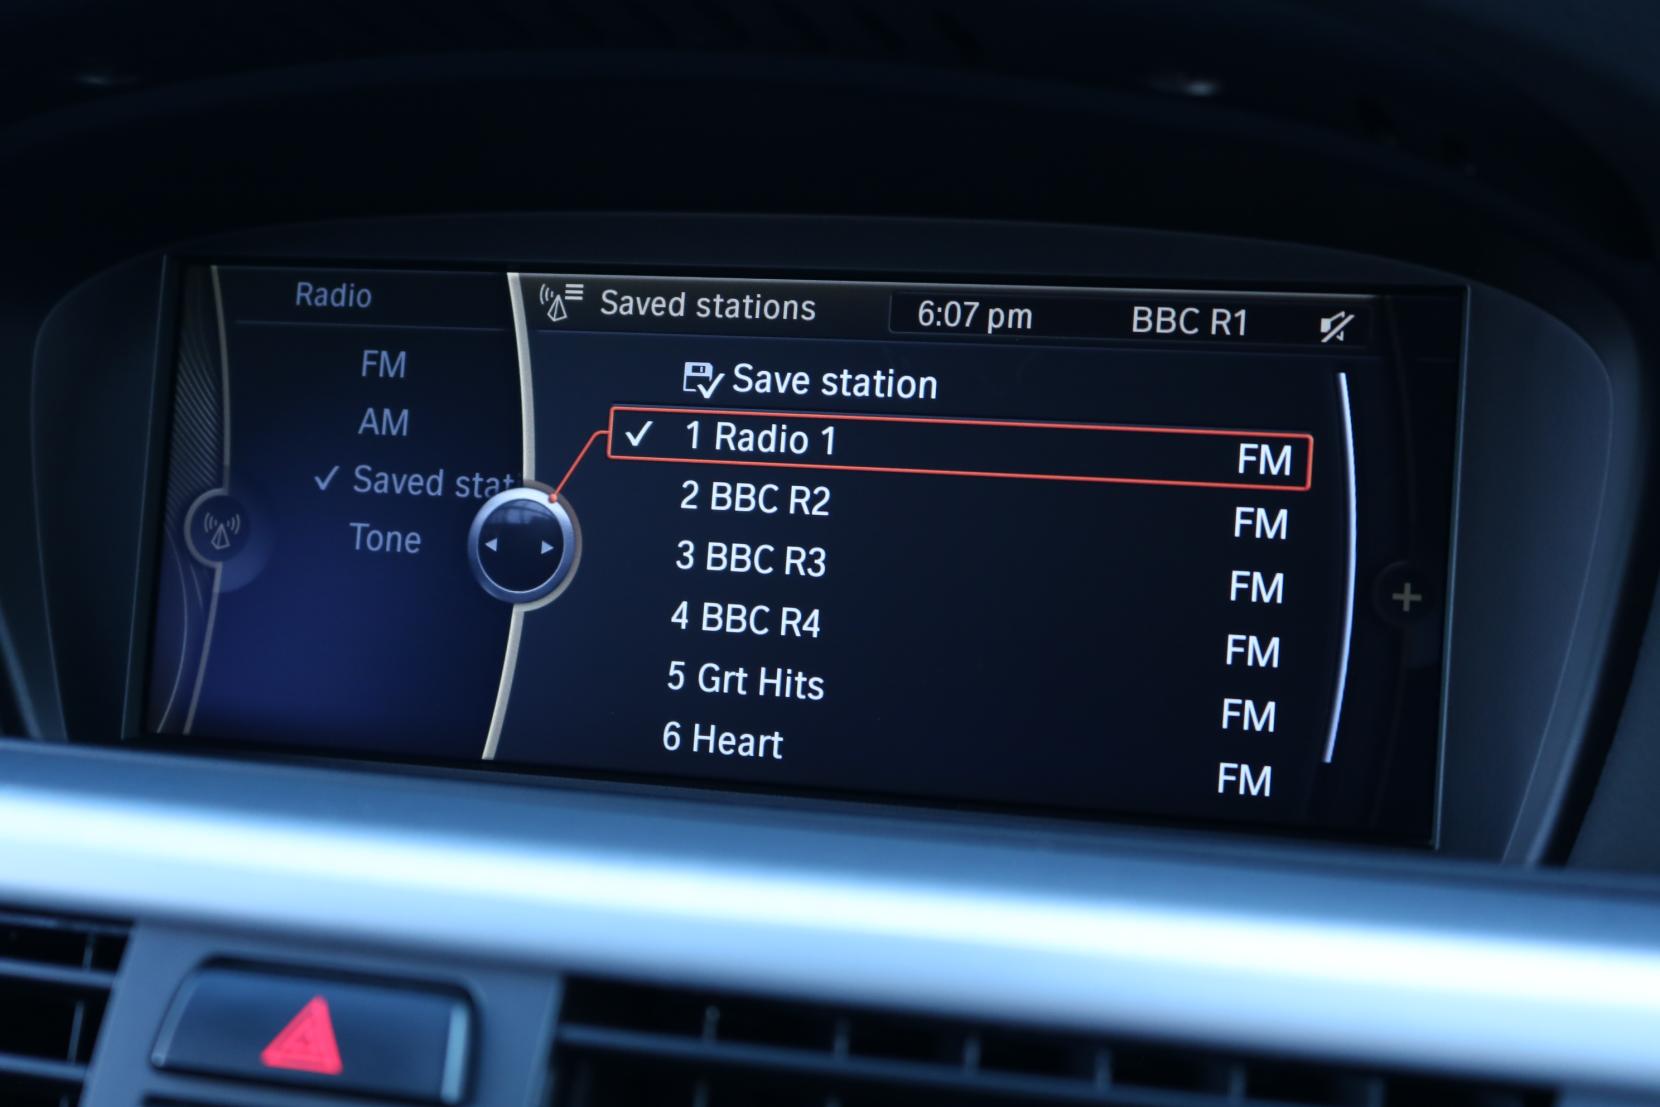 Radio
FM
AM
✓ Saved stat
Tone
Saved stations 6:07 pm BBC R1
Save station
✓ 1 Radio 1 FM
2 BBC R2 FM
3 BBC R3 FM
4 BBC R4 FM
5 Grt Hits FM
6 Heart FM